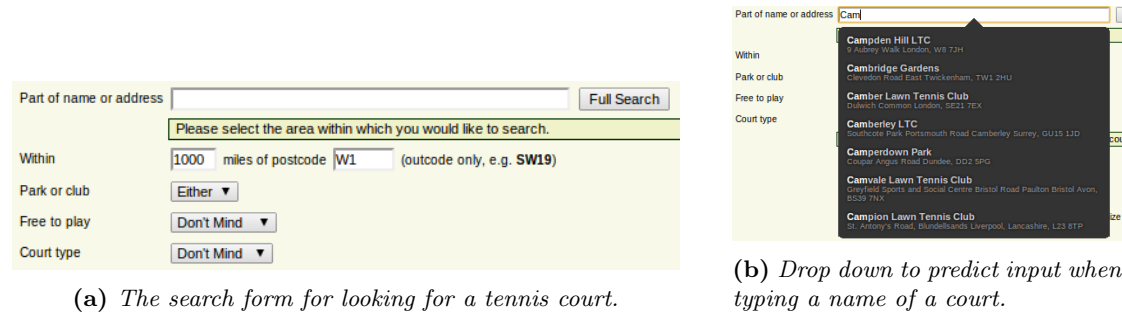 Part of name or address Full Search
Please select the area within which you would like to search.
Within 1000 miles of postcode W1 (outcode only, e.g. SW19)
Park or club Either ▼
Free to play Don't Mind ▼
Court type Don't Mind ▼
(a) The search form for looking for a tennis court.
Part of name or address Cam
Within
Park or club
Free to play
Court type
Campden Hill LTC
9 Aubrey Walk London, W8 7JH
Cambridge Gardens
Clevedon Road East Twickenham, TW1 2HU
Camber Lawn Tennis Club
Dulwich Common London, SE21 7EX
Camberley LTC
Southcote Park Portsmouth Road Camberley Surrey, GU15 1JD
Camperdown Park
Coupar Angus Road Dundee, DD2 5PG
Camvale Lawn Tennis Club
Greyfield Sports and Social Centre Bristol Road Paulton Bristol Avon,
BS39 7NX
Campion Lawn Tennis Club
St. Antony's Road, Blundellsands Liverpool, Lancashire, L23 8TP
cou
ize
(b) Drop down to predict input when
typing a name of a court.